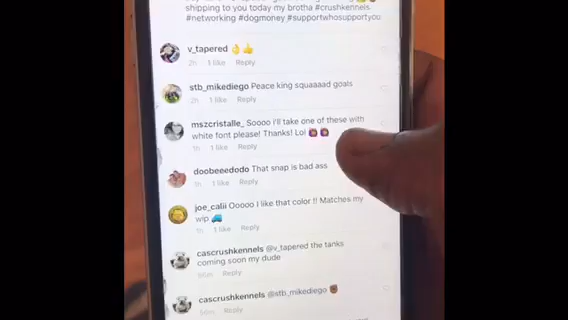 shipping to you today my brotha #crushkennels
#networking #dogmoney #supportwhosupportyou
v_tapered 👌👍
2h 1 like Reply
stb_mikediego Peace king squaaaad goals
2h 1 like Reply
mszcristalle_ Soooo i'll take one of these with
white font please! Thanks! Lol 🙆🏾🙆🏾
1h 1 like Reply
doobeeedodo That snap is bad ass
1h 1 like Reply
joe_calii Ooooo I like that color !! Matches my
wip 🚙
1h 1 like Reply
cascrushkennels @v_tapered the tanks
coming soon my dude
56m Reply
cascrushkennels @stb_mikediego ✊🏾
56m Reply